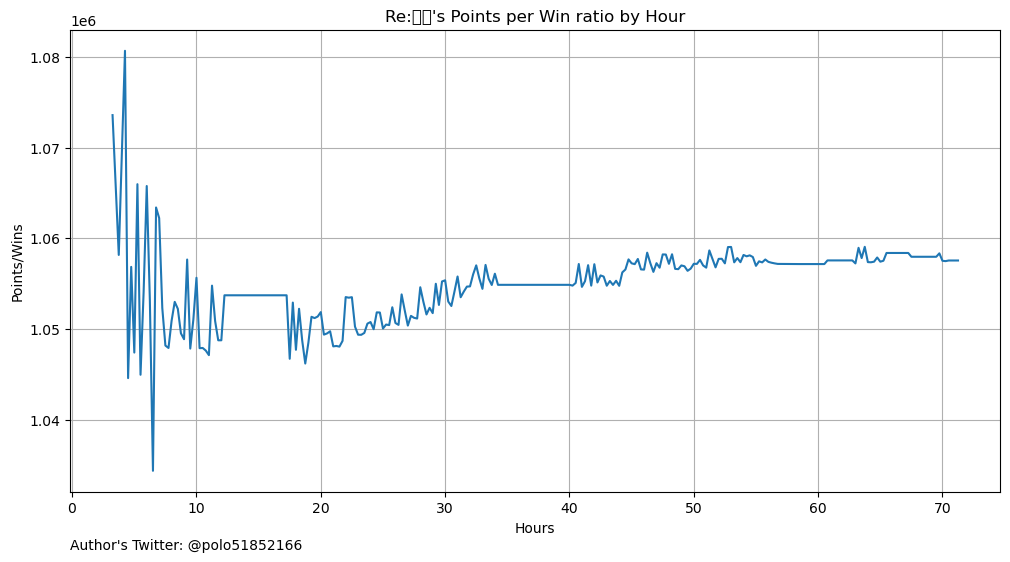 1e6
Re:▯▯'s Points per Win ratio by Hour
1.08
1.07
1.06
1.05
1.04
Points/Wins
0 10 20 30 40 50 60 70
Hours
Author's Twitter: @polo51852166